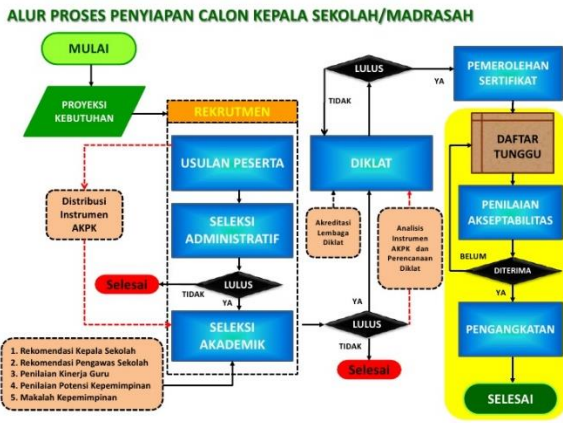 ALUR PROSES PENYIAPAN CALON KEPALA SEKOLAH/MADRASAH
MULAI
PROYEKSI
KEBUTUHAN
REKRUTMEN
USULAN PESERTA
Distribusi
Instrumen
AKPK
SELEKSI
ADMINISTRATIF
LULUS
TIDAK
YA
Selesai
SELEKSI
AKADEMIK
1. Rekomendasi Kepala Sekolah
2. Rekomendasi Pengawas Sekolah
3. Penilaian Kinerja Guru
4. Penilaian Potensi Kepemimpinan
5. Makalah Kepemimpinan
LULUS
YA
TIDAK
Selesai
Akreditasi
Lembaga
Diklat
Analisis
Instrumen
AKPK dan
Perencanaan
Diklat
DIKLAT
LULUS
TIDAK
YA
PEMEROLEHAN
SERTIFIKAT
DAFTAR
TUNGGU
PENILAIAN
AKSEPTABILITAS
BELUM
DITERIMA
YA
PENGANGKATAN
SELESAI